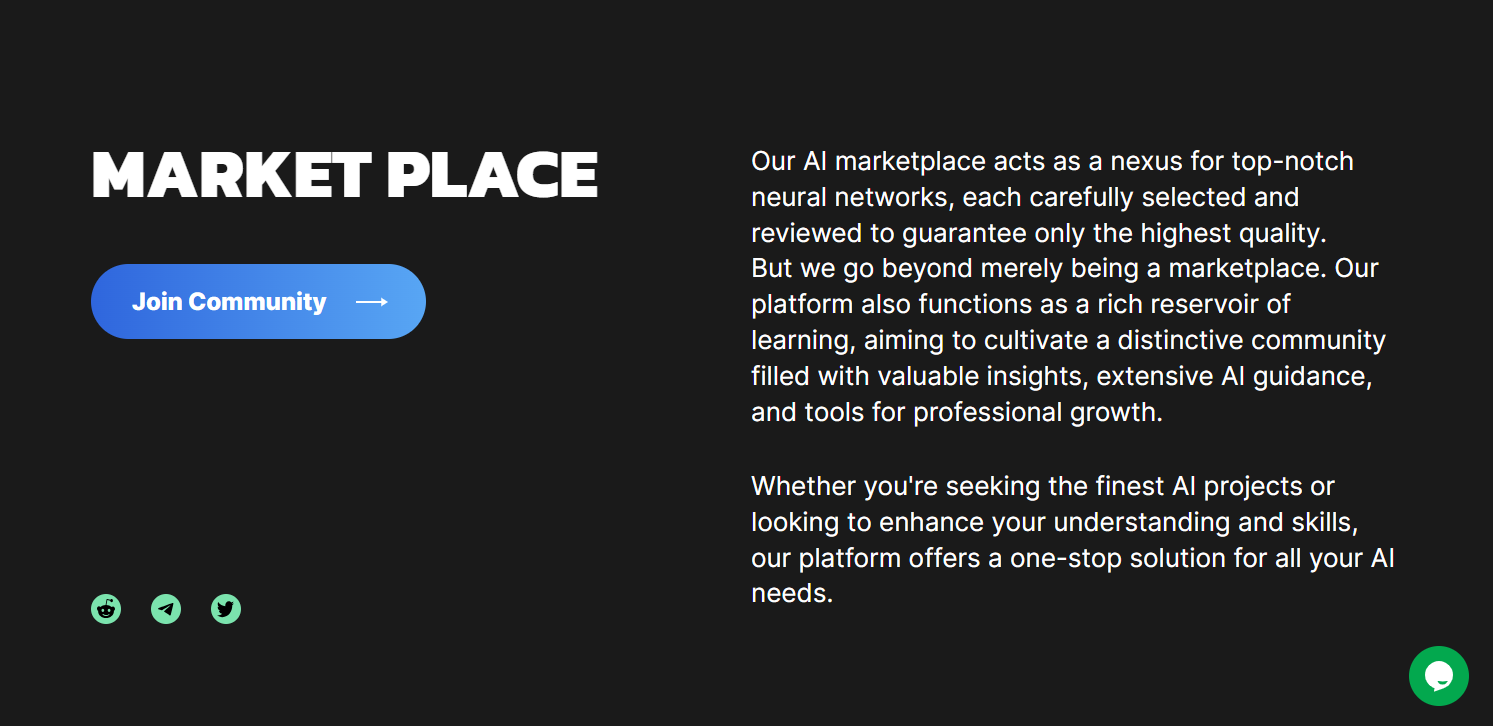 MARKET PLACE
Join Community
Our AI marketplace acts as a nexus for top-notch
neural networks, each carefully selected and
reviewed to guarantee only the highest quality.
But we go beyond merely being a marketplace. Our
platform also functions as a rich reservoir of
learning, aiming to cultivate a distinctive community
filled with valuable insights, extensive AI guidance,
and tools for professional growth.
Whether you're seeking the finest AI projects or
looking to enhance your understanding and skills,
our platform offers a one-stop solution for all your AI
needs.